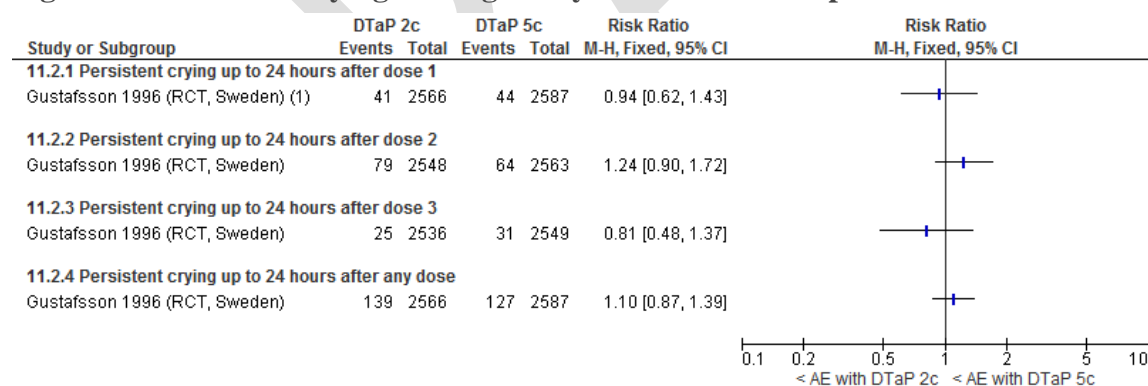 DTaP 2c DTaP 5c Risk Ratio Risk Ratio
Study or Subgroup Events Total Events Total M-H, Fixed, 95% CI M-H, Fixed, 95% CI
11.2.1 Persistent crying up to 24 hours after dose 1
Gustafsson 1996 (RCT, Sweden) (1) 41 2566 44 2587 0.94 [0.62, 1.43]
11.2.2 Persistent crying up to 24 hours after dose 2
Gustafsson 1996 (RCT, Sweden) 79 2548 64 2563 1.24 [0.90, 1.72]
11.2.3 Persistent crying up to 24 hours after dose 3
Gustafsson 1996 (RCT, Sweden) 25 2536 31 2549 0.81 [0.48, 1.37]
11.2.4 Persistent crying up to 24 hours after any dose
Gustafsson 1996 (RCT, Sweden) 139 2566 127 2587 1.10 [0.87, 1.39]
0.1 0.2 0.5 1 2 5 10
< AE with DTaP 2c < AE with DTaP 5c